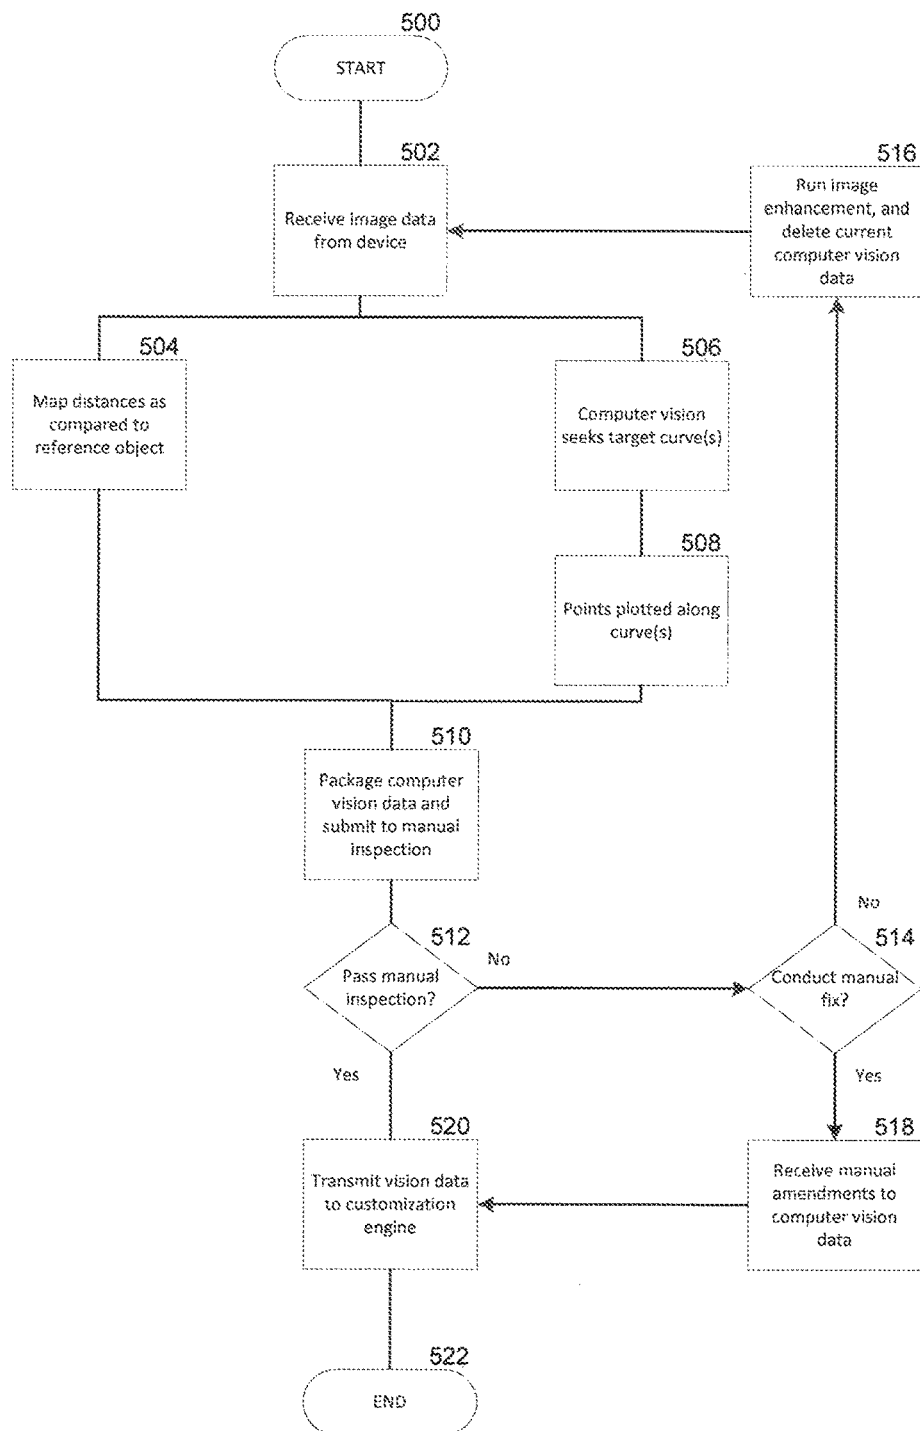 500
START
502
Receive image data
from device
516
Run image
enhancement, and
delete current
computer vision
data
504
Map distances as
compared to
reference object
506
Computer vision
seeks target curve(s)
508
Points plotted along
curve(s)
510
Package computer
vision data and
submit to manual
inspection
512
Pass manual
inspection?
No
Yes
514
Conduct manual
fix?
No
Yes
518
Receive manual
amendments to
computer vision
data
520
Transmit vision data
to customization
engine
522
END